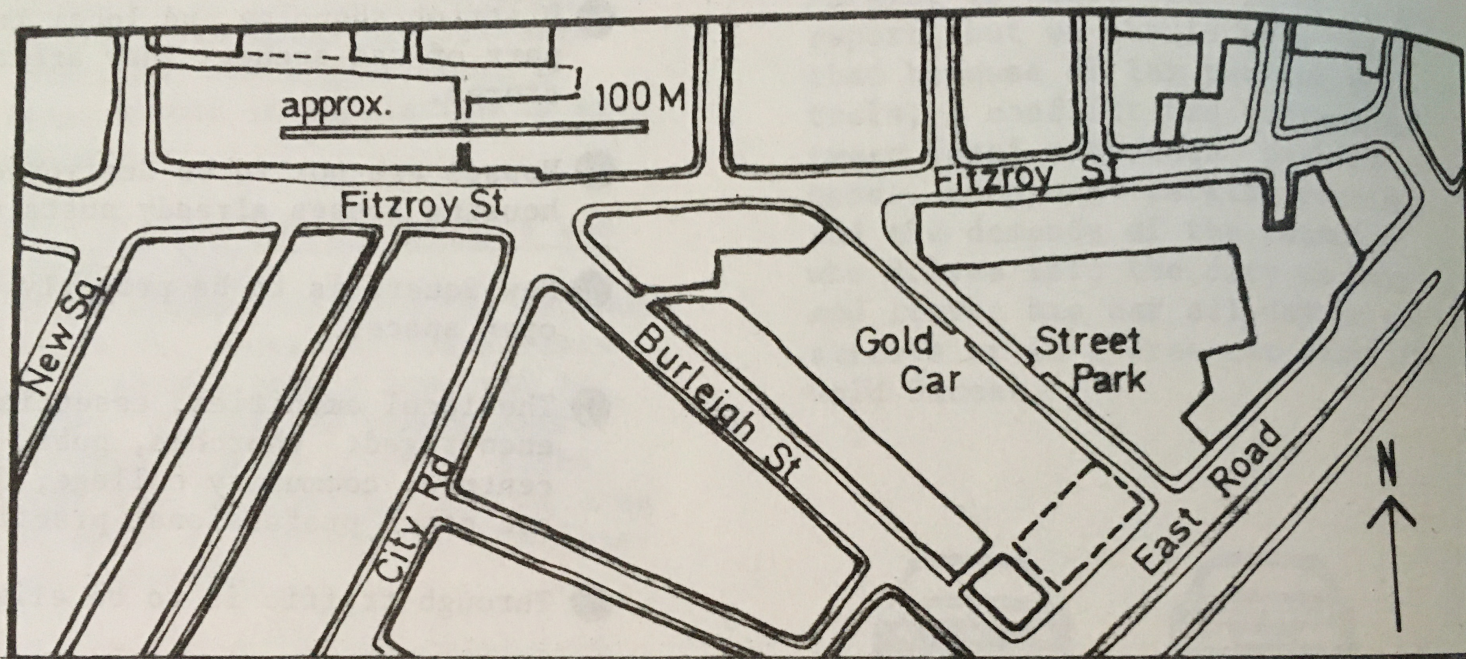 approx. 100 M
Fitzroy St
Fitzroy St
New Sq
Gold Street
Car Park
Burleigh St
City Rd
East Road
N